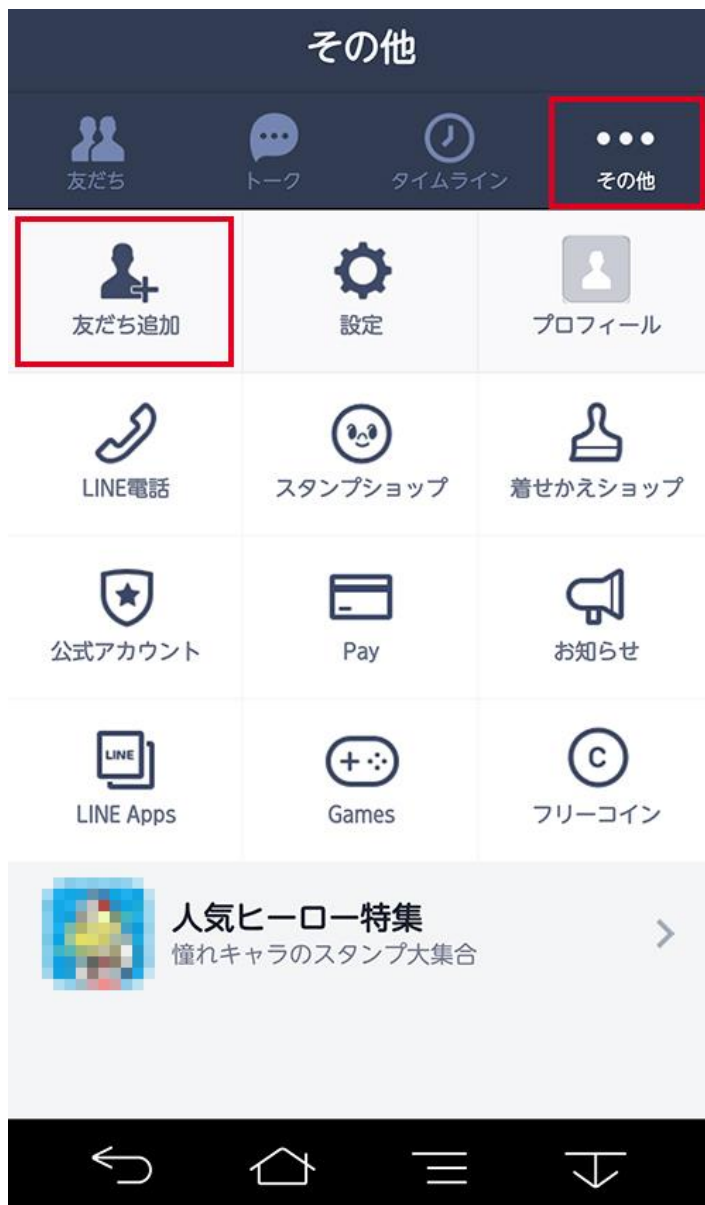 その他
友だち
トーク
タイムライン
その他
友だち追加
設定
プロフィール
LINE電話
スタンプショップ
着せかえショップ
公式アカウント
Pay
お知らせ
LINE
LINE Apps
Games
C
フリーコイン
人気ヒーロー特集
憧れキャラのスタンプ大集合